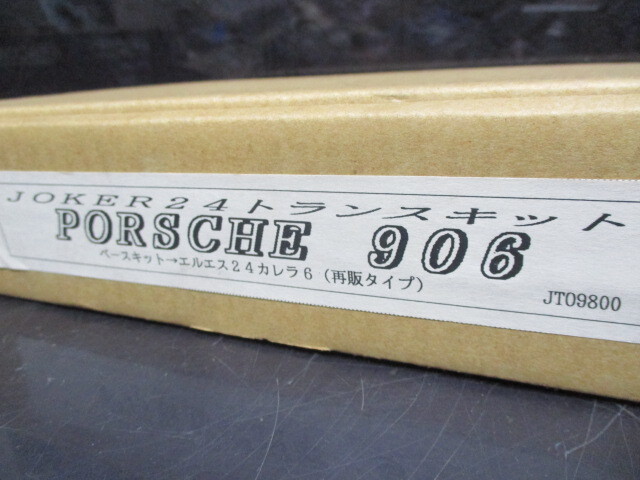 JOKER24トランスキット
PORSCHE 906
ベースキット→エルエス24カレラ6(再販タイプ)
JT09800